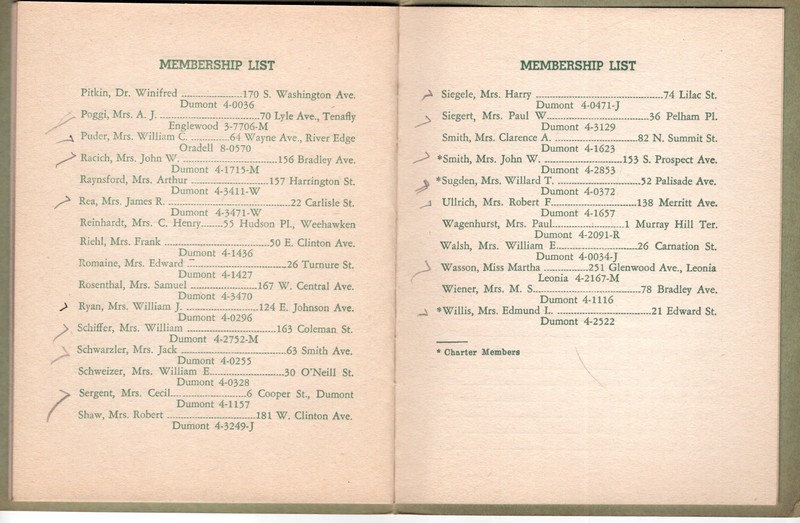 MEMBERSHIP LIST
Pitkin, Dr. Winifred ....................170 S. Washington Ave.
Dumont 4-0036
Poggi, Mrs. A. J. ..........................70 Lyle Ave., Tenafly
Englewood 3-7706-M
Puder, Mrs. William C. ............64 Wayne Ave., River Edge
Oradell 8-0570
Racich, Mrs. John W. ..............................156 Bradley Ave.
Dumont 4-1715-M
Raynsford, Mrs. Arthur ........................157 Harrington St.
Dumont 4-3411-W
Rea, Mrs. James R. ......................................22 Carlisle St.
Dumont 4-3471-W
Reinhardt, Mrs. C. Henry......55 Hudson Pl., Weehawken
Riehl, Mrs. Frank ................................50 E. Clinton Ave.
Dumont 4-1436
Romaine, Mrs. Edward ..............................26 Turnure St.
Dumont 4-1427
Rosenthal, Mrs. Samuel ....................167 W. Central Ave.
Dumont 4-3470
Ryan, Mrs. William J. ....................124 E. Johnson Ave.
Dumont 4-0296
Schiffer, Mrs. William ..........................163 Coleman St.
Dumont 4-2752-M
Schwarzler, Mrs. Jack ..............................63 Smith Ave.
Dumont 4-0255
Schweizer, Mrs. William E.......................30 O'Neill St.
Dumont 4-0328
Sergent, Mrs. Cecil......................6 Cooper St., Dumont
Dumont 4-1157
Shaw, Mrs. Robert ..........................181 W. Clinton Ave.
Dumont 4-3249-J
MEMBERSHIP LIST
Siegele, Mrs. Harry ....................................74 Lilac St.
Dumont 4-0471-J
Siegert, Mrs. Paul W...............................36 Pelham Pl.
Dumont 4-3129
Smith, Mrs. Clarence A. ........................82 N. Summit St.
Dumont 4-1623
*Smith, Mrs. John W. ........................153 S. Prospect Ave.
Dumont 4-2853
*Sugden, Mrs. Willard T. ..........................52 Palisade Ave.
Dumont 4-0372
Ullrich, Mrs. Robert F...........................138 Merritt Ave.
Dumont 4-1657
Wagenhurst, Mrs. Paul......................1 Murray Hill Ter.
Dumont 4-2091-R
Walsh, Mrs. William E..........................26 Carnation St.
Dumont 4-0034-J
Wasson, Miss Martha ............251 Glenwood Ave., Leonia
Leonia 4-2167-M
Wiener, Mrs. M. S...................................78 Bradley Ave.
Dumont 4-1116
*Willis, Mrs. Edmund L. ..........................21 Edward St.
Dumont 4-2522
* Charter Members